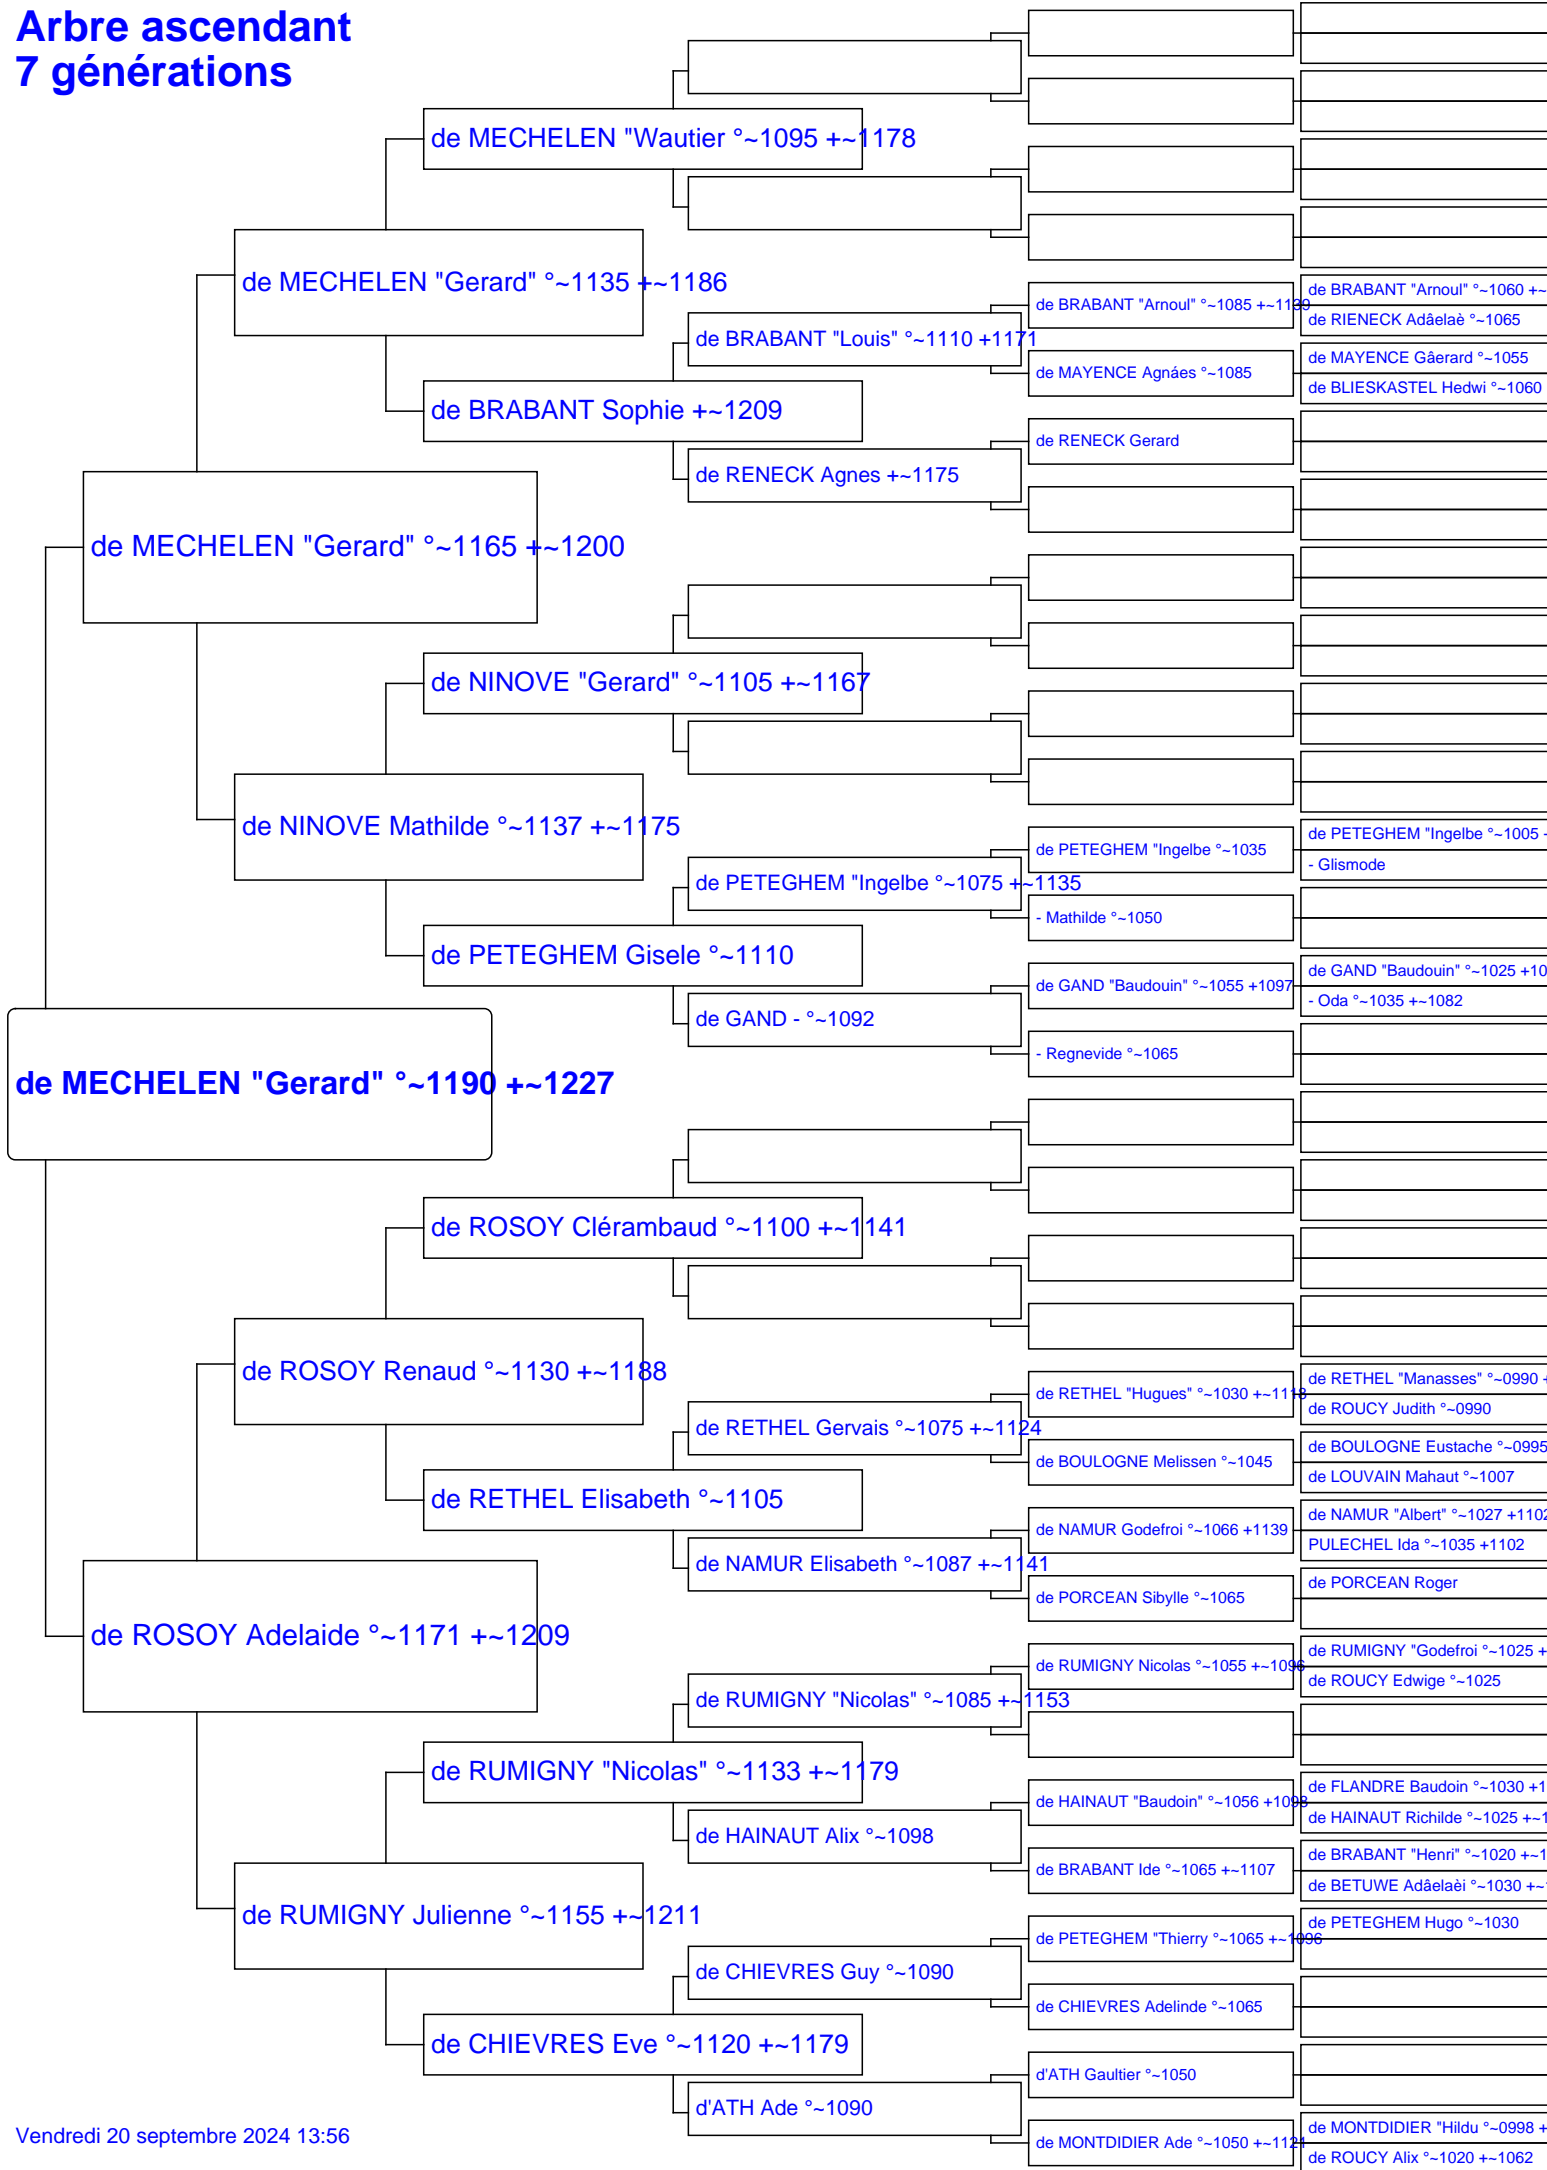 Arbre ascendant
7 générations
de MECHELEN "Wautier °~1095 +~1178
de MECHELEN "Gerard" °~1135 +~1186
de BRABANT "Arnoul" °~1060 +~
de BRABANT "Arnoul" °~1085 +~1139
de RIENECK Adâelaè °~1065
de BRABANT "Louis" °~1110 +1171
de MAYENCE Gâerard °~1055
de MAYENCE Agnáes °~1085
de BLIESKASTEL Hedwi °~1060
de BRABANT Sophie +~1209
de RENECK Gerard
de RENECK Agnes +~1175
de MECHELEN "Gerard" °~1165 +~1200
de NINOVE "Gerard" °~1105 +~1167
de NINOVE Mathilde °~1137 +~1175
de PETEGHEM "Ingelbe °~1005 -
de PETEGHEM "Ingelbe °~1035
- Glismode
de PETEGHEM "Ingelbe °~1075 +~1135
- Mathilde °~1050
de PETEGHEM Gisele °~1110
de GAND "Baudouin" °~1025 +10
de GAND "Baudouin" °~1055 +1097
- Oda °~1035 +~1082
de GAND - °~1092
- Regnevide °~1065
de MECHELEN "Gerard" °~1190 +~1227
de ROSOY Clérambaud °~1100 +~1141
de ROSOY Renaud °~1130 +~1188
de RETHEL "Manasses" °~0990 +
de RETHEL "Hugues" °~1030 +~1118
de ROUCY Judith °~0990
de RETHEL Gervais °~1075 +~1124
de BOULOGNE Eustache °~0995
de BOULOGNE Melissen °~1045
de LOUVAIN Mahaut °~1007
de RETHEL Elisabeth °~1105
de NAMUR "Albert" °~1027 +1102
de NAMUR Godefroi °~1066 +1139
PULECHEL Ida °~1035 +1102
de NAMUR Elisabeth °~1087 +~1141
de PORCEAN Roger
de PORCEAN Sibylle °~1065
de ROSOY Adelaide °~1171 +~1209
de RUMIGNY "Godefroi °~1025 +
de RUMIGNY Nicolas °~1055 +~1096
de ROUCY Edwige °~1025
de RUMIGNY "Nicolas" °~1085 +~1153
de RUMIGNY "Nicolas" °~1133 +~1179
de FLANDRE Baudoin °~1030 +1
de HAINAUT "Baudoin" °~1056 +1098
de HAINAUT Richilde °~1025 +~1
de HAINAUT Alix °~1098
de BRABANT "Henri" °~1020 +~1
de BRABANT Ide °~1065 +~1107
de BETUWE Adâelaèi °~1030 +~
de RUMIGNY Julienne °~1155 +~1211
de PETEGHEM Hugo °~1030
de PETEGHEM "Thierry °~1065 +~1096
de CHIEVRES Guy °~1090
de CHIEVRES Adelinde °~1065
de CHIEVRES Eve °~1120 +~1179
d'ATH Gaultier °~1050
d'ATH Ade °~1090
de MONTDIDIER "Hildu °~0998 +
de MONTDIDIER Ade °~1050 +~1121
de ROUCY Alix °~1020 +~1062
Vendredi 20 septembre 2024 13:56